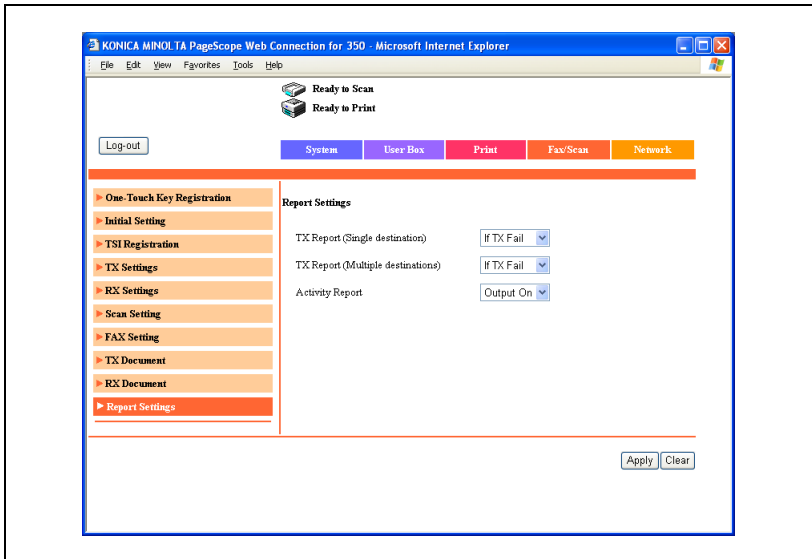 KONICA MINOLTA PageScope Web Connection for 350 - Microsoft Internet Explorer
File Edit View Favorites Tools Help
Ready to Scan
Ready to Print
Log-out
System User Box Print Fax/Scan Network
One-Touch Key Registration
Initial Setting
TSI Registration
TX Settings
RX Settings
Scan Setting
FAX Setting
TX Document
RX Document
Report Settings
Report Settings
TX Report (Single destination) If TX Fail
TX Report (Multiple destinations) If TX Fail
Activity Report Output On
Apply Clear